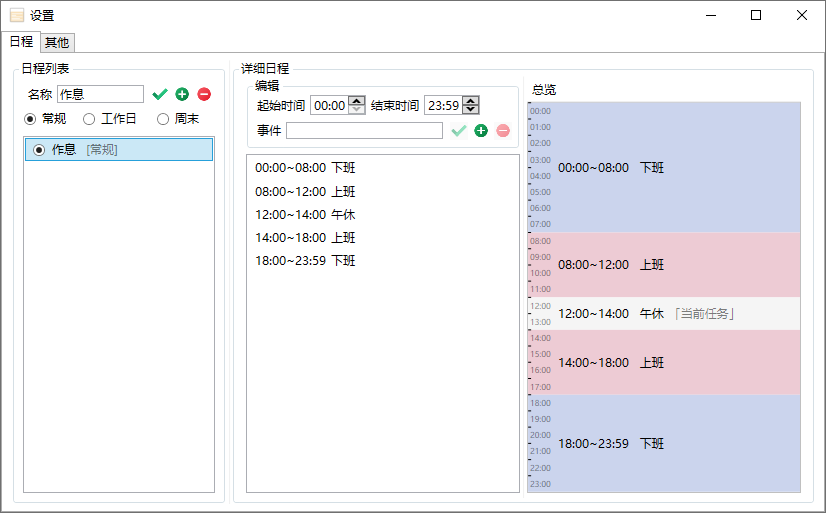 设置
日程 其他
日程列表
名称 作息
常规 工作日 周末
作息 [常规]
详细日程
编辑
起始时间 00:00 结束时间 23:59
事件
00:00~08:00 下班
08:00~12:00 上班
12:00~14:00 午休
14:00~18:00 上班
18:00~23:59 下班
总览
00:00
01:00
02:00
03:00
00:00~08:00 下班
04:00
05:00
06:00
07:00
08:00
09:00
08:00~12:00 上班
10:00
11:00
12:00
12:00~14:00 午休 「当前任务」
13:00
14:00
15:00
14:00~18:00 上班
16:00
17:00
18:00
19:00
20:00
18:00~23:59 下班
21:00
22:00
23:00